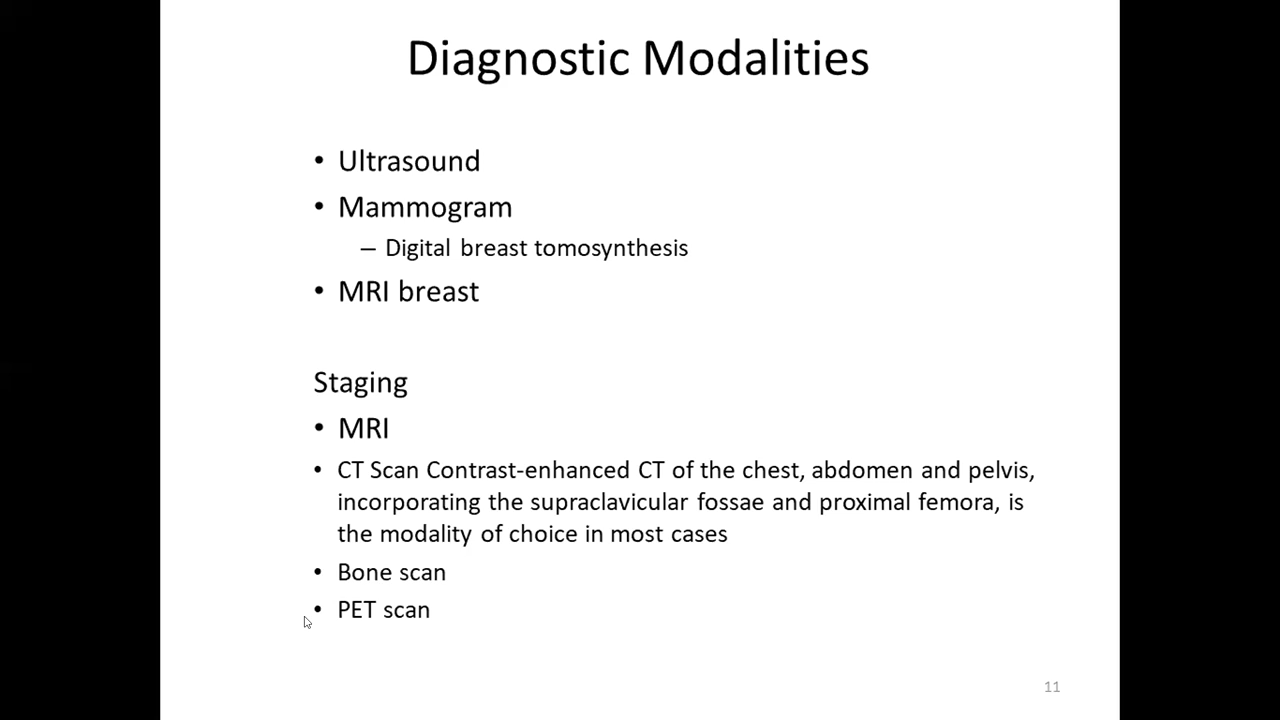 Diagnostic Modalities
• Ultrasound
• Mammogram
– Digital breast tomosynthesis
• MRI breast
Staging
• MRI
• CT Scan Contrast-enhanced CT of the chest, abdomen and pelvis,
incorporating the supraclavicular fossae and proximal femora, is
the modality of choice in most cases
• Bone scan
• PET scan
11